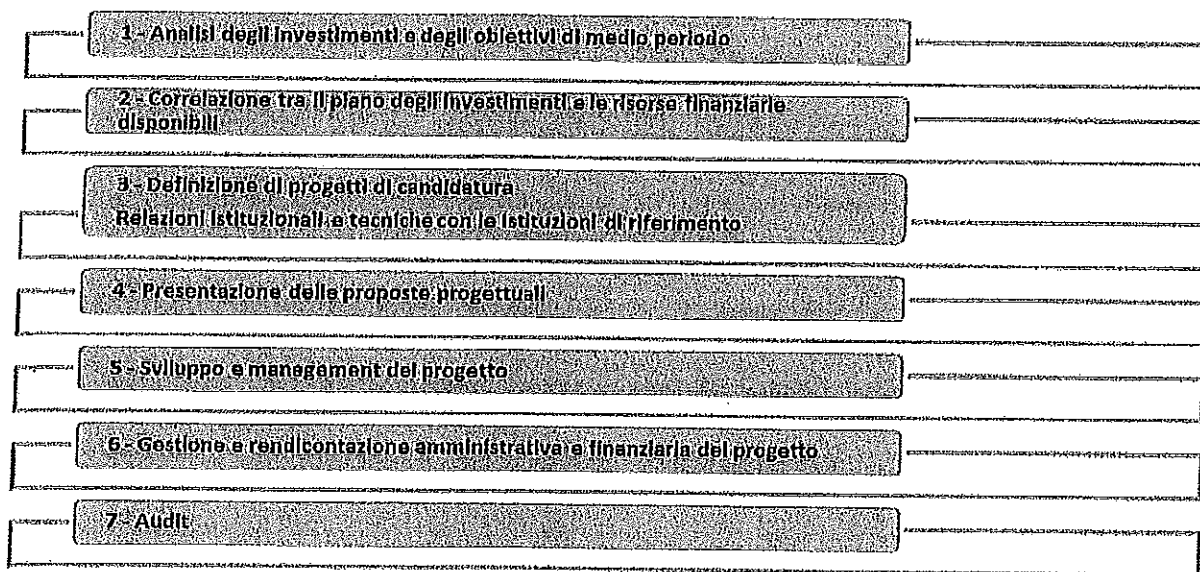 1 - Analisi degli investimenti e degli obiettivi di medio periodo
2 - Correlazione tra il piano degli investimenti e le risorse finanziarie
disponibili
3 - Definizione di progetti di candidatura
Relazioni istituzionali e tecniche con le istituzioni di riferimento
4 - Presentazione delle proposte progettuali
5 - Sviluppo e management del progetto
6 - Gestione e rendicontazione amministrativa e finanziaria del progetto
7 - Audit